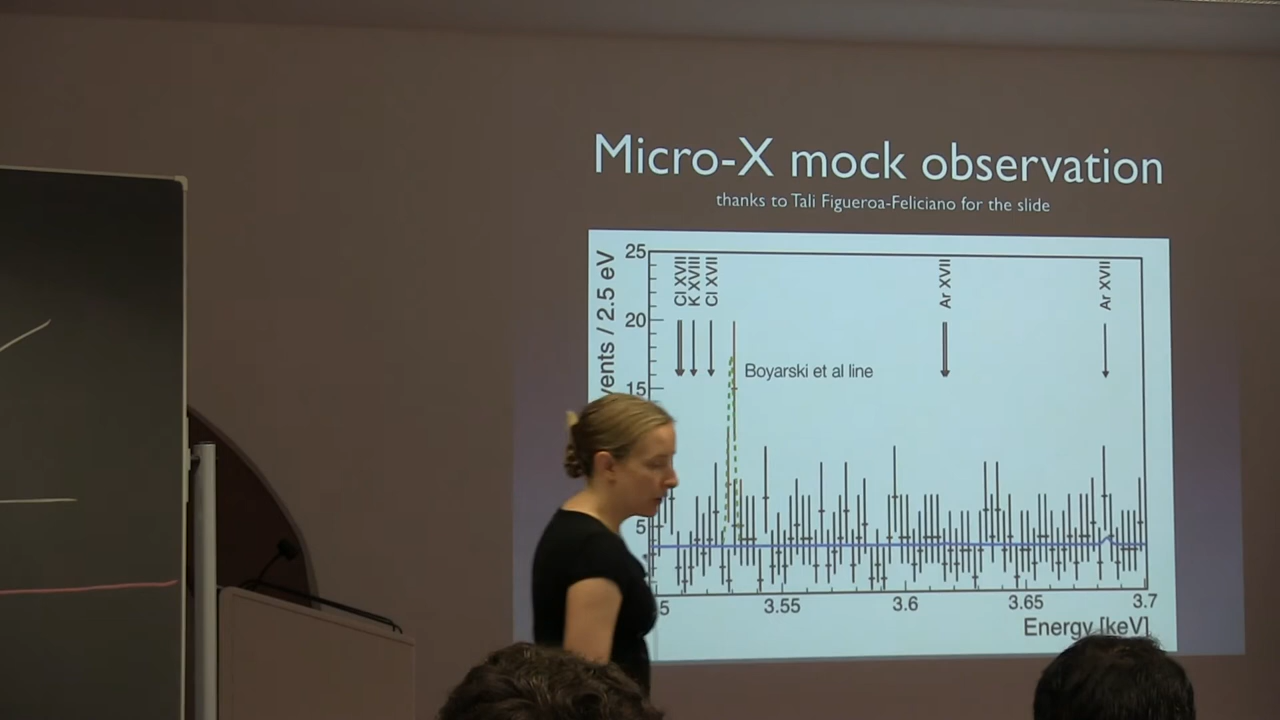 Micro-X mock observation
thanks to Tali Figueroa-Feliciano for the slide
25
20
15
5
vents / 2.5 eV
Cl XVII
K XVIII
Cl XVII
Ar XVII
Ar XVII
Boyarski et al line
5
3.55
3.6
3.65
3.7
Energy [keV]